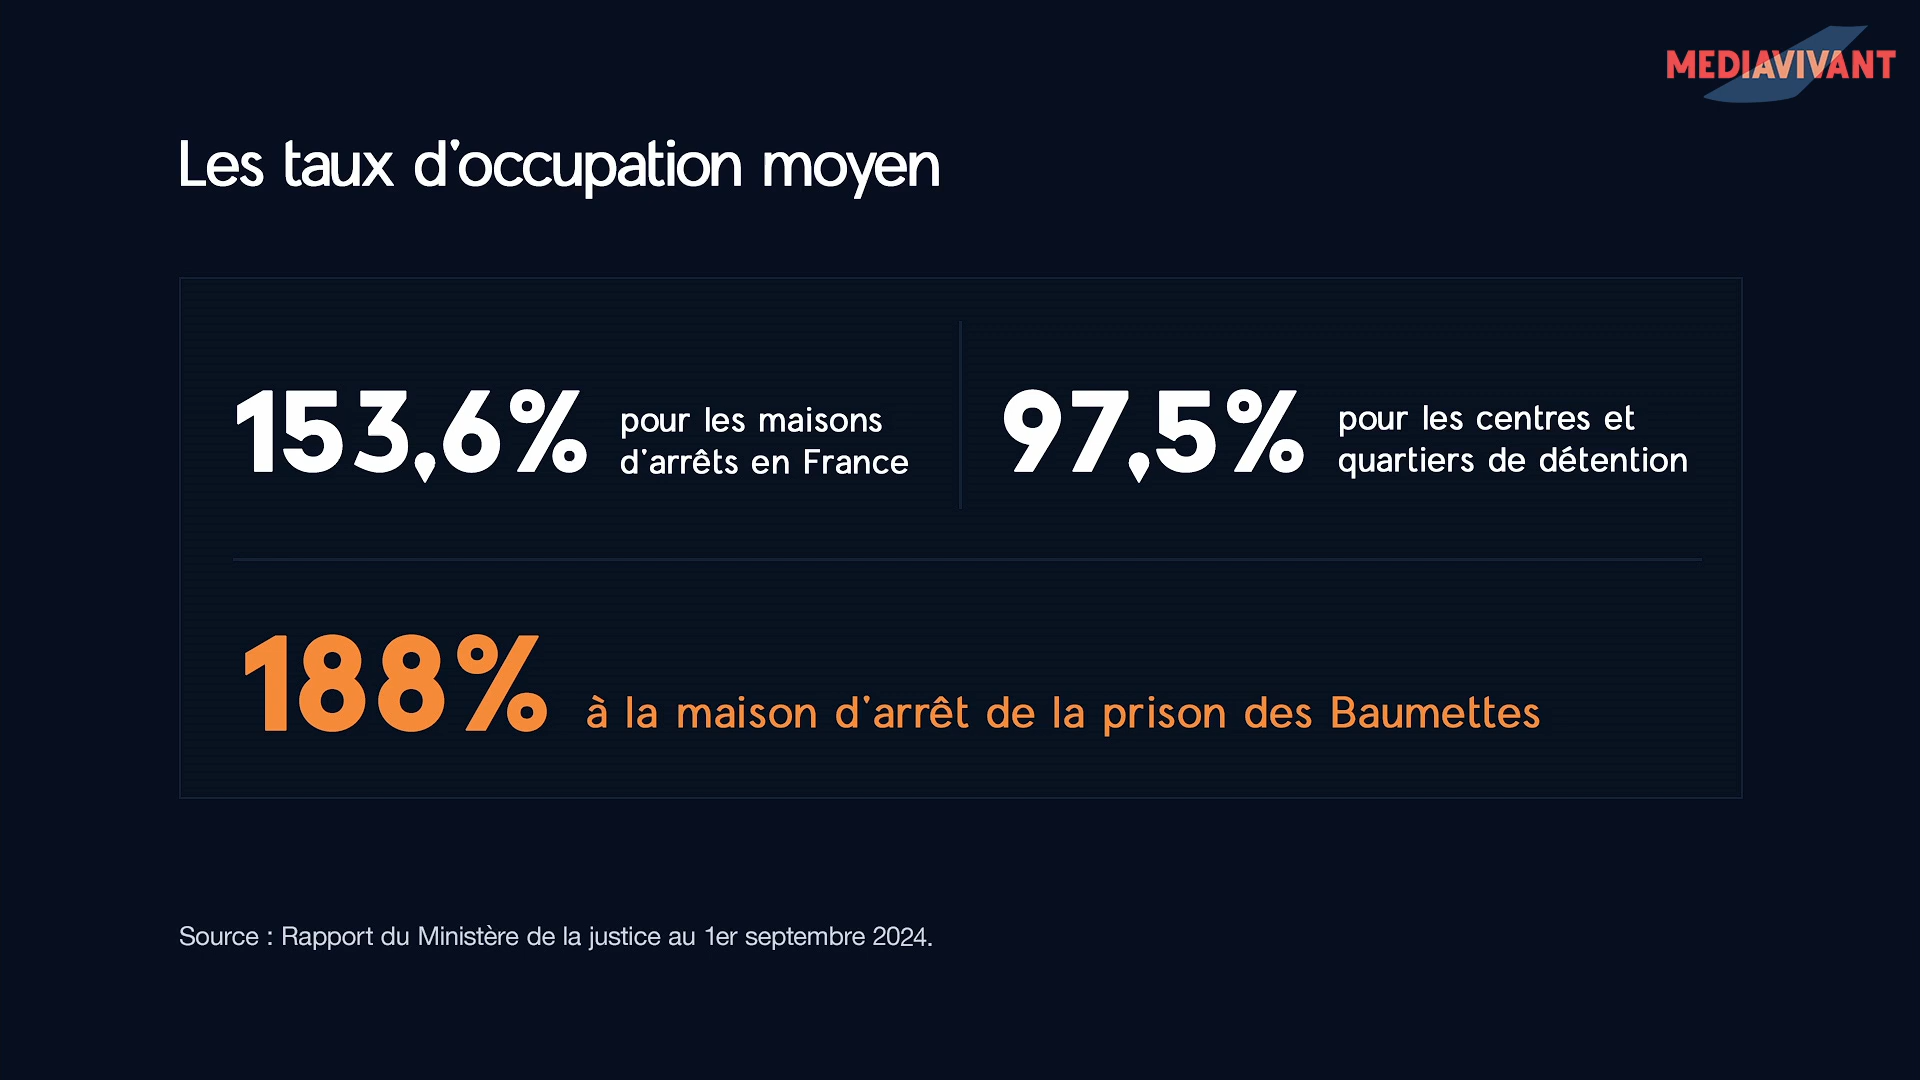 MEDIAVIVANT
Les taux d'occupation moyen
153,6%
pour les maisons
d'arrêts en France
97,5%
pour les centres et
quartiers de détention
188%
à la maison d'arrêt de la prison des Baumettes
Source : Rapport du Ministère de la justice au 1er septembre 2024.